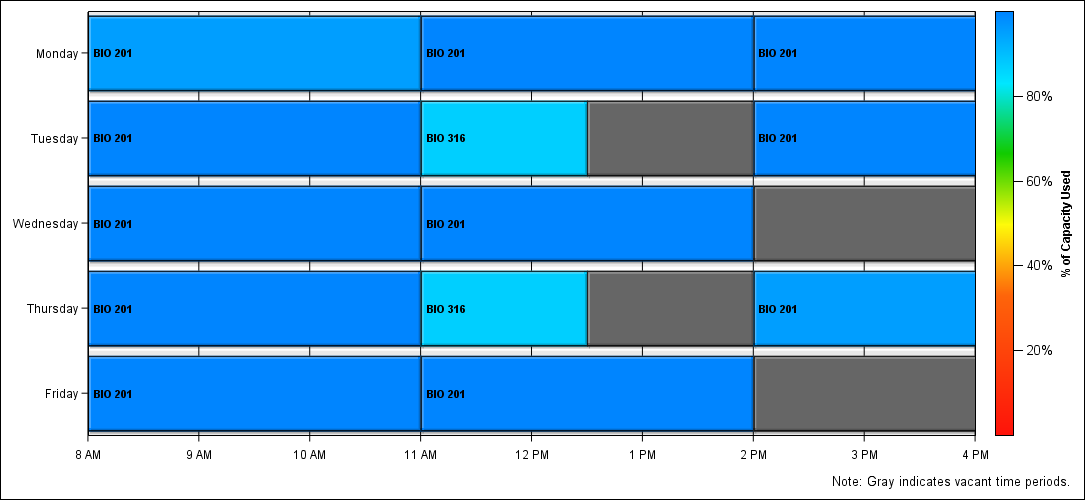 Monday
BIO 201
BIO 201
BIO 201
Tuesday
BIO 201
BIO 316
BIO 201
Wednesday
BIO 201
BIO 201
Thursday
BIO 201
BIO 316
BIO 201
Friday
BIO 201
BIO 201
8 AM
9 AM
10 AM
11 AM
12 PM
1 PM
2 PM
3 PM
4 PM
80%
60%
40%
20%
% of Capacity Used
Note: Gray indicates vacant time periods.